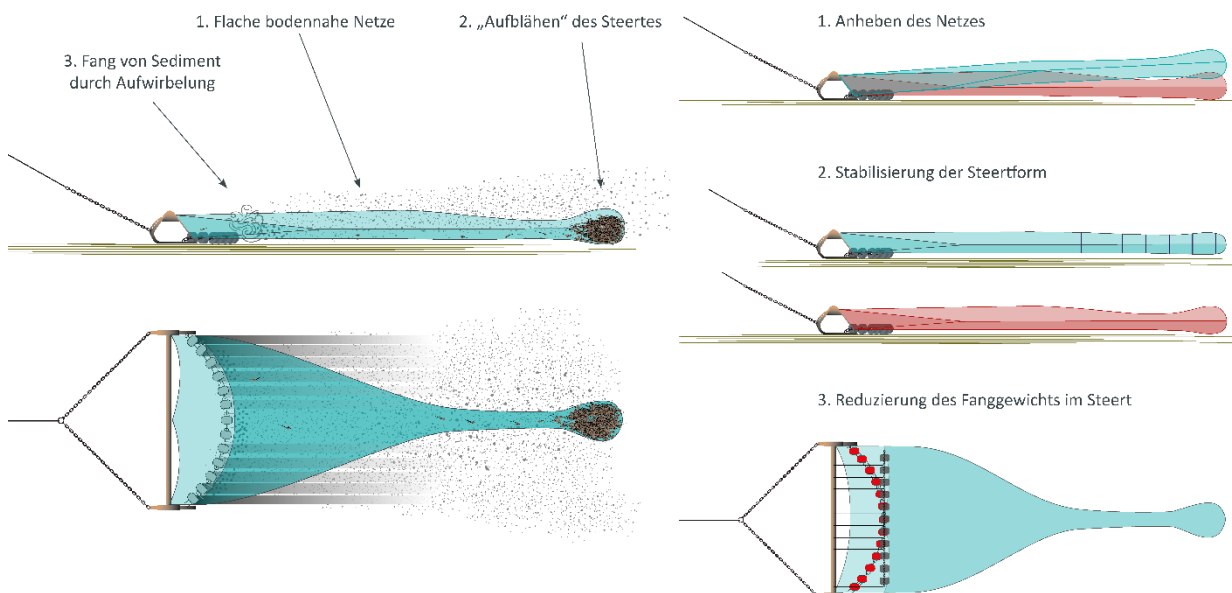 1. Flache bodennahe Netze
2. „Aufblähen“ des Steertes
3. Fang von Sediment
durch Aufwirbelung
1. Anheben des Netzes
2. Stabilisierung der Steertform
3. Reduzierung des Fanggewichts im Steert